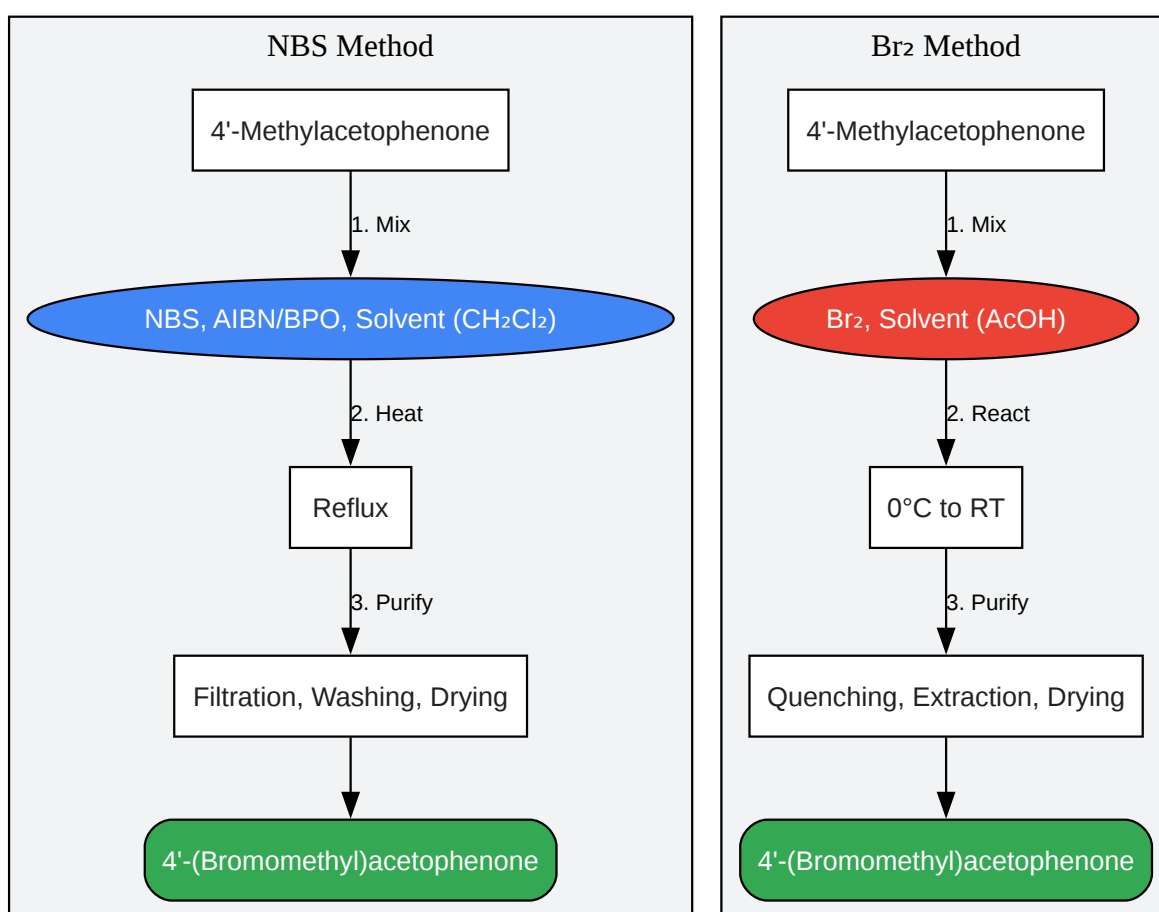 NBS Method
4'-Methylacetophenone
1. Mix
NBS, AIBN/BPO, Solvent (CH₂Cl₂)
2. Heat
Reflux
3. Purify
Filtration, Washing, Drying
4'-(Bromomethyl)acetophenone
Br₂ Method
4'-Methylacetophenone
1. Mix
Br₂, Solvent (AcOH)
2. React
0°C to RT
3. Purify
Quenching, Extraction, Drying
4'-(Bromomethyl)acetophenone